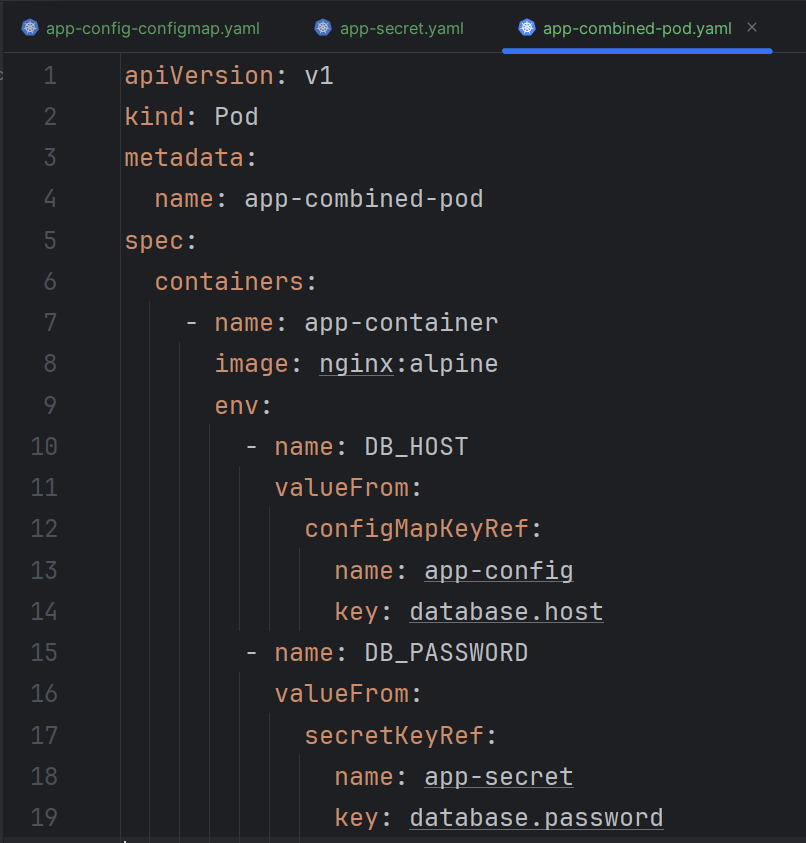 app-config-configmap.yaml app-secret.yaml app-combined-pod.yaml ×
1 apiVersion: v1
2 kind: Pod
3 metadata:
4   name: app-combined-pod
5 spec:
6   containers:
7     - name: app-container
8       image: nginx:alpine
9       env:
10         - name: DB_HOST
11           valueFrom:
12             configMapKeyRef:
13               name: app-config
14               key: database.host
15         - name: DB_PASSWORD
16           valueFrom:
17             secretKeyRef:
18               name: app-secret
19               key: database.password